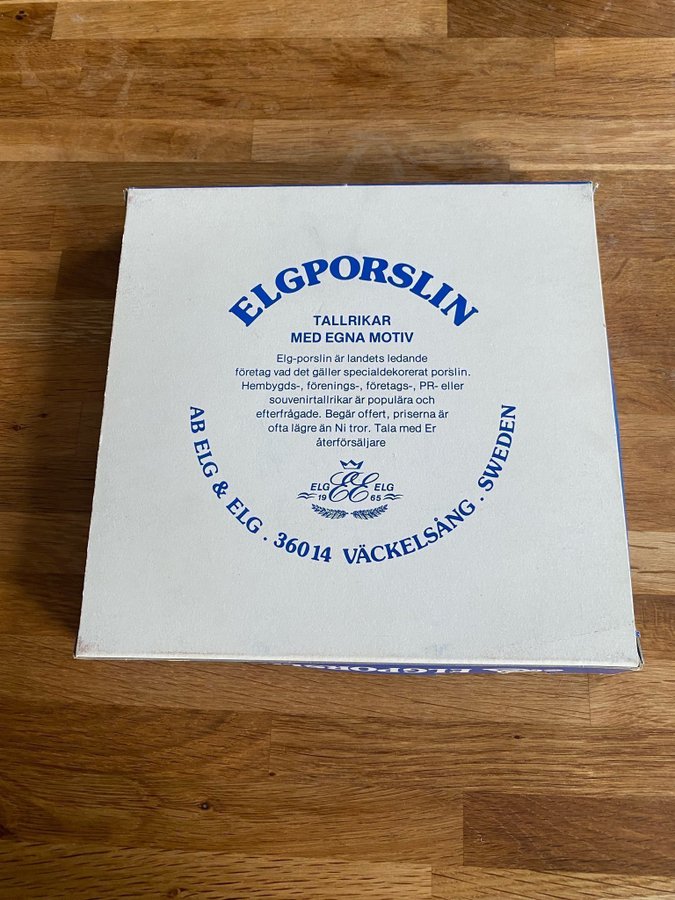 ELGPORSLIN
TALLRIKAR
MED EGNA MOTIV
Elg-porslin är landets ledande
företag vad det gäller specialdekorerat porslin.
Hembygds-, förenings-, företags-, PR- eller
souvenirtallrikar är populära och
efterfrågade. Begär offert, priserna är
ofta lägre än Ni tror. Tala med Er
återförsäljare
ELG EE ELG
19 65
AB ELG & ELG . 36014 VÄCKELSÅNG . SWEDEN